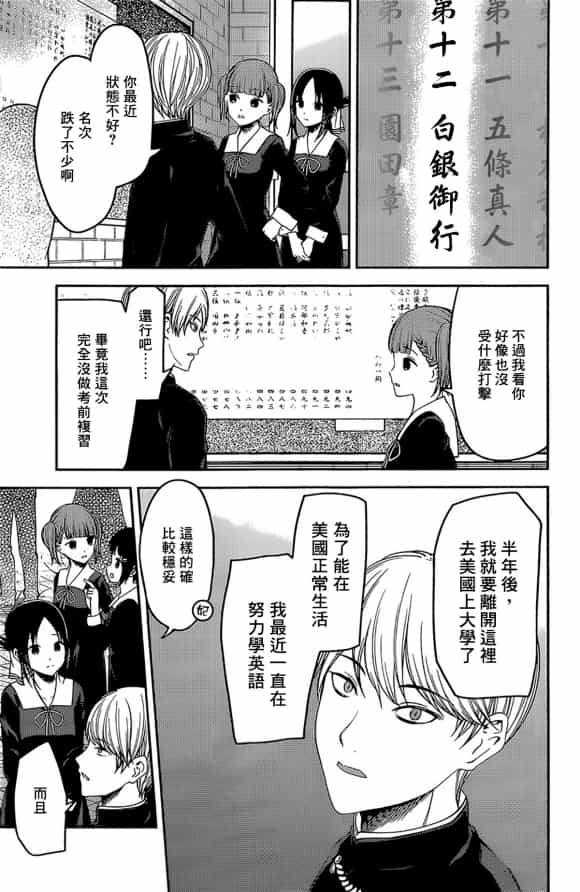 第十一 五條真人
第十二 白銀御行
第十三 園田章
你最近
狀態不好?
名次
跌了不少啊
不過我看你
好像也沒
受什麼打擊
還行吧……
畢竟我這次
完全沒做考前複習
半年後,
我就要離開這裡
去美國上大學了
為了能在
美國正常生活
我最近一直在
努力學英語
這樣的確
比較穩妥
而且